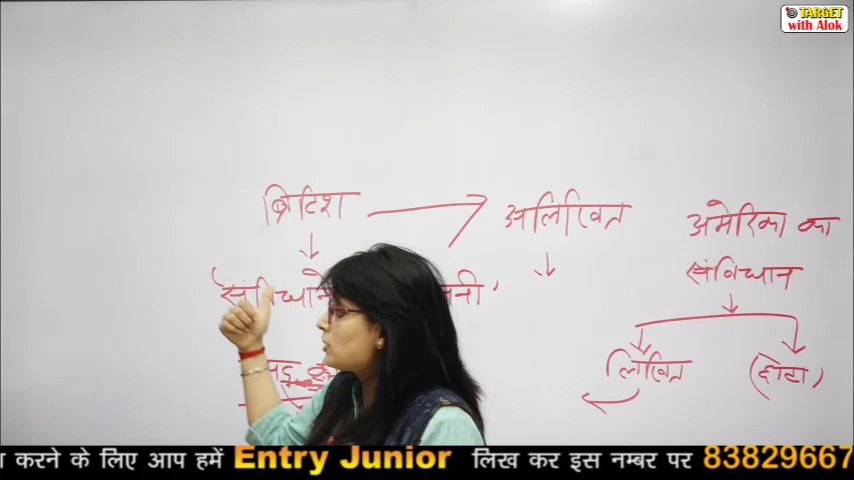 TARGET
with Alok
ब्रिटिश → अलिखित
अमेरिका का
संविधान
लिखित (छोटा)
करने के लिए आप हमें Entry Junior लिख कर इस नम्बर पर 83829667